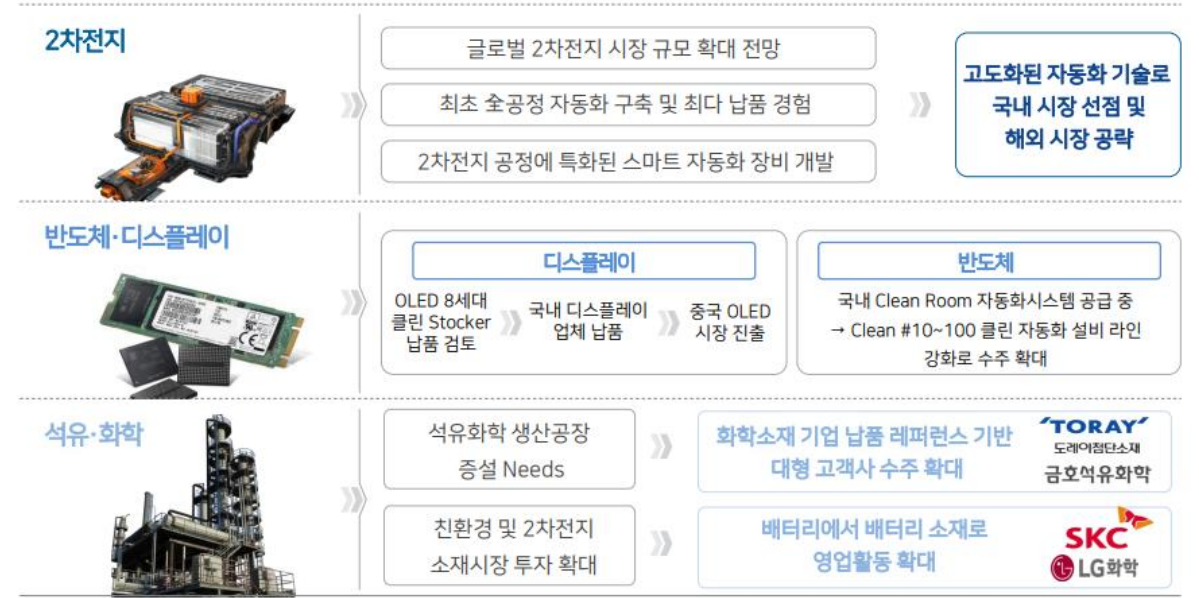 2차전지
글로벌 2차전지 시장 규모 확대 전망
최초 全공정 자동화 구축 및 최다 납품 경험
2차전지 공정에 특화된 스마트 자동화 장비 개발
고도화된 자동화 기술로
국내 시장 선점 및
해외 시장 공략
반도체·디스플레이
디스플레이
OLED 8세대
클린 Stocker
납품 검토
국내 디스플레이
업체 납품
중국 OLED
시장 진출
반도체
국내 Clean Room 자동화시스템 공급 중
→ Clean #10~100 클린 자동화 설비 라인
강화로 수주 확대
석유·화학
석유화학 생산공장
증설 Needs
화학소재 기업 납품 레퍼런스 기반
대형 고객사 수주 확대
'TORAY'
도레이첨단소재
금호석유화학
친환경 및 2차전지
소재시장 투자 확대
배터리에서 배터리 소재로
영업활동 확대
SKC
LG화학